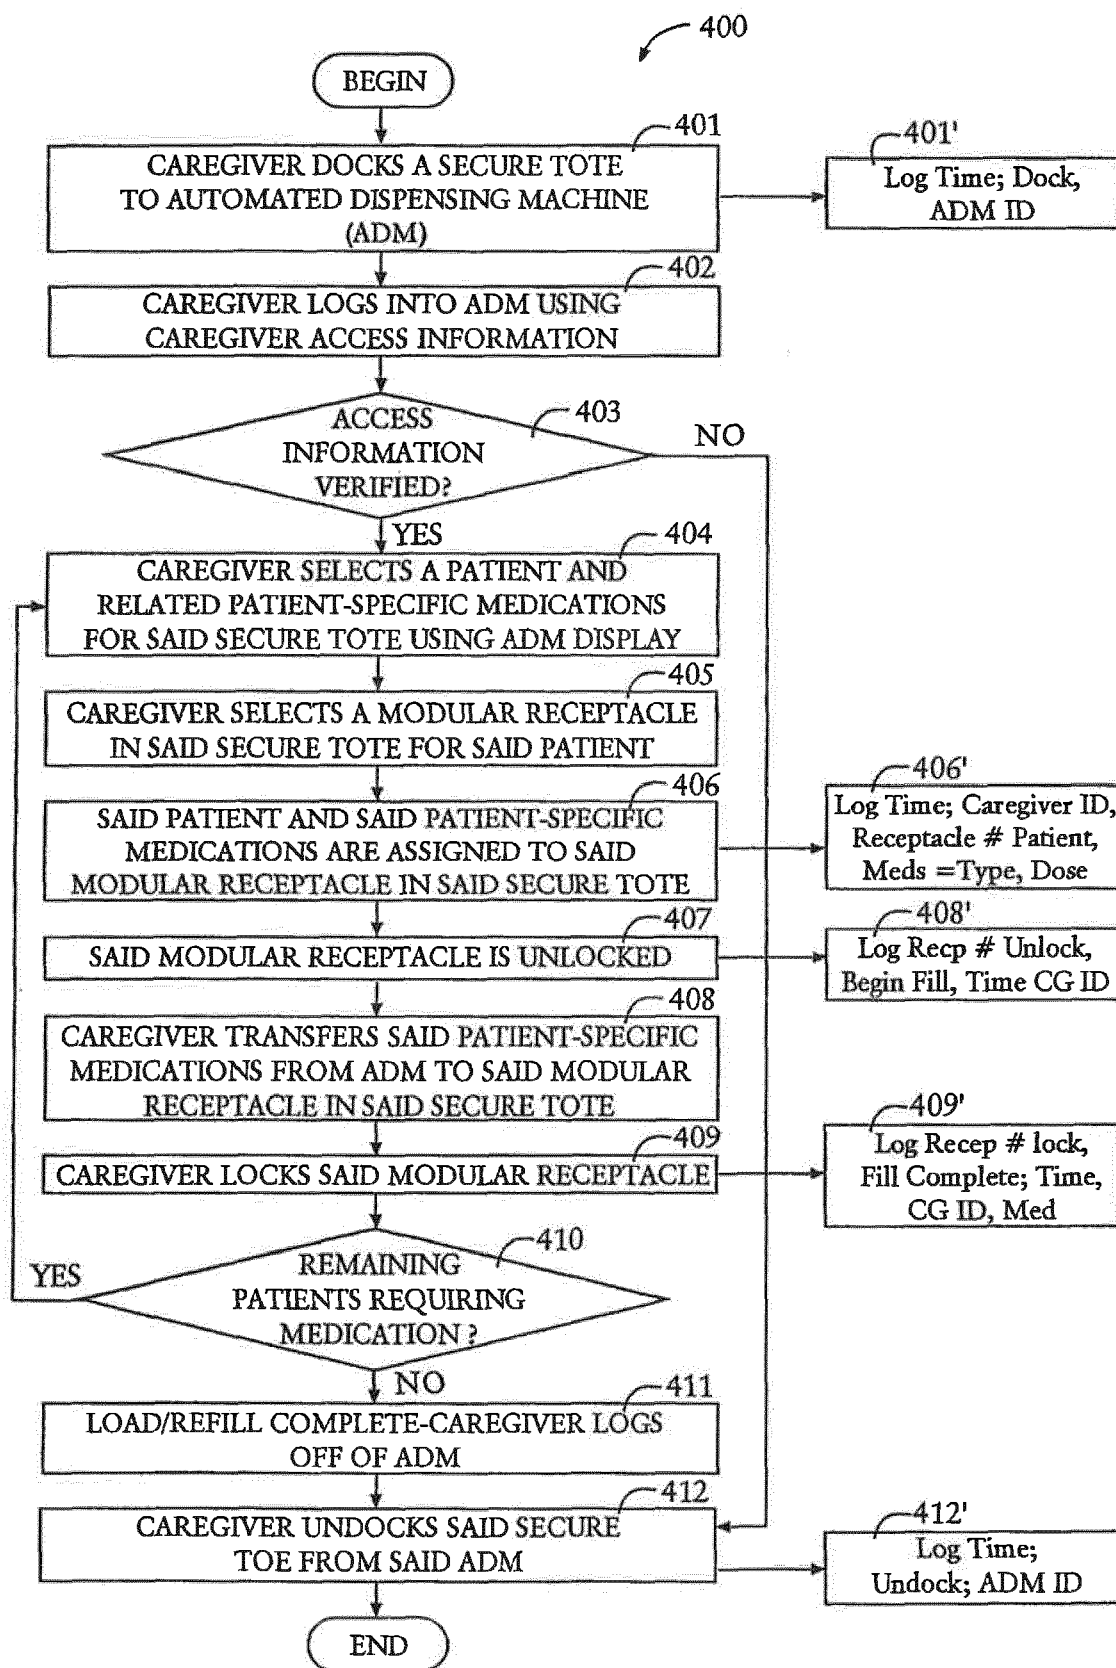 400
BEGIN
401
CAREGIVER DOCKS A SECURE TOTE
TO AUTOMATED DISPENSING MACHINE
(ADM)
401'
Log Time; Dock,
ADM ID
402
CAREGIVER LOGS INTO ADM USING
CAREGIVER ACCESS INFORMATION
403
ACCESS
INFORMATION
VERIFIED?
NO
YES
404
CAREGIVER SELECTS A PATIENT AND
RELATED PATIENT-SPECIFIC MEDICATIONS
FOR SAID SECURE TOTE USING ADM DISPLAY
405
CAREGIVER SELECTS A MODULAR RECEPTACLE
IN SAID SECURE TOTE FOR SAID PATIENT
406
SAID PATIENT AND SAID PATIENT-SPECIFIC
MEDICATIONS ARE ASSIGNED TO SAID
MODULAR RECEPTACLE IN SAID SECURE TOTE
406'
Log Time; Caregiver ID,
Receptacle # Patient,
Meds =Type, Dose
407
SAID MODULAR RECEPTACLE IS UNLOCKED
408'
Log Recp # Unlock,
Begin Fill, Time CG ID
408
CAREGIVER TRANSFERS SAID PATIENT-SPECIFIC
MEDICATIONS FROM ADM TO SAID MODULAR
RECEPTACLE IN SAID SECURE TOTE
409
CAREGIVER LOCKS SAID MODULAR RECEPTACLE
409'
Log Recep # lock,
Fill Complete; Time,
CG ID, Med
410
REMAINING
PATIENTS REQUIRING
MEDICATION ?
YES
NO
411
LOAD/REFILL COMPLETE-CAREGIVER LOGS
OFF OF ADM
412
CAREGIVER UNDOCKS SAID SECURE
TOE FROM SAID ADM
412'
Log Time;
Undock; ADM ID
END